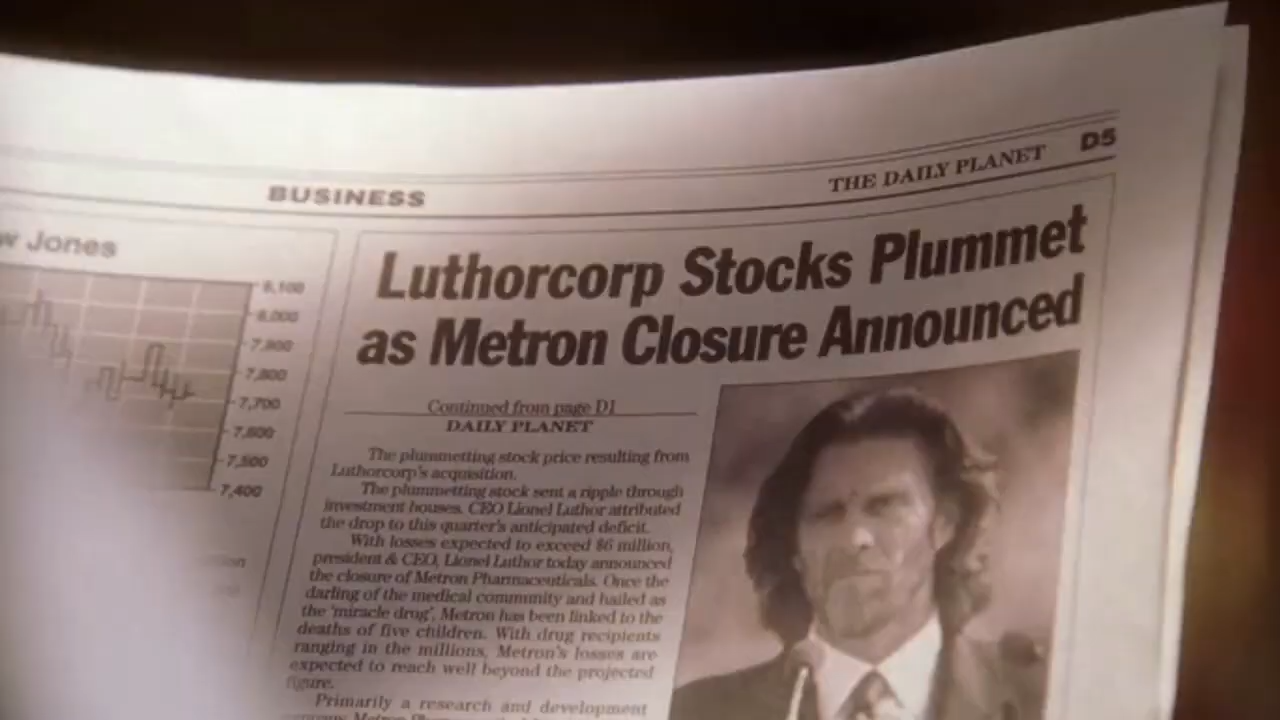 BUSINESS
THE DAILY PLANET D5
w Jones
8,100
8,000
7,900
7,800
7,700
7,600
7,500
7,400
Luthorcorp Stocks Plummet
as Metron Closure Announced
Continued from page D1
DAILY PLANET
The plummetting stock price resulting from
Luthorcorp's acquisition.
The plummetting stock sent a ripple through
investment houses. CEO Lionel Luthor attributed
the drop to this quarter's anticipated deficit.
With losses expected to exceed $6 million,
president & CEO, Lionel Luthor today announced
the closure of Metron Pharmaceuticals. Once the
darling of the medical community and hailed as
the 'miracle drug', Metron has been linked to the
deaths of five children. With drug recipients
ranging in the millions, Metron's losses are
expected to reach well beyond the projected
figure.
Primarily a research and development